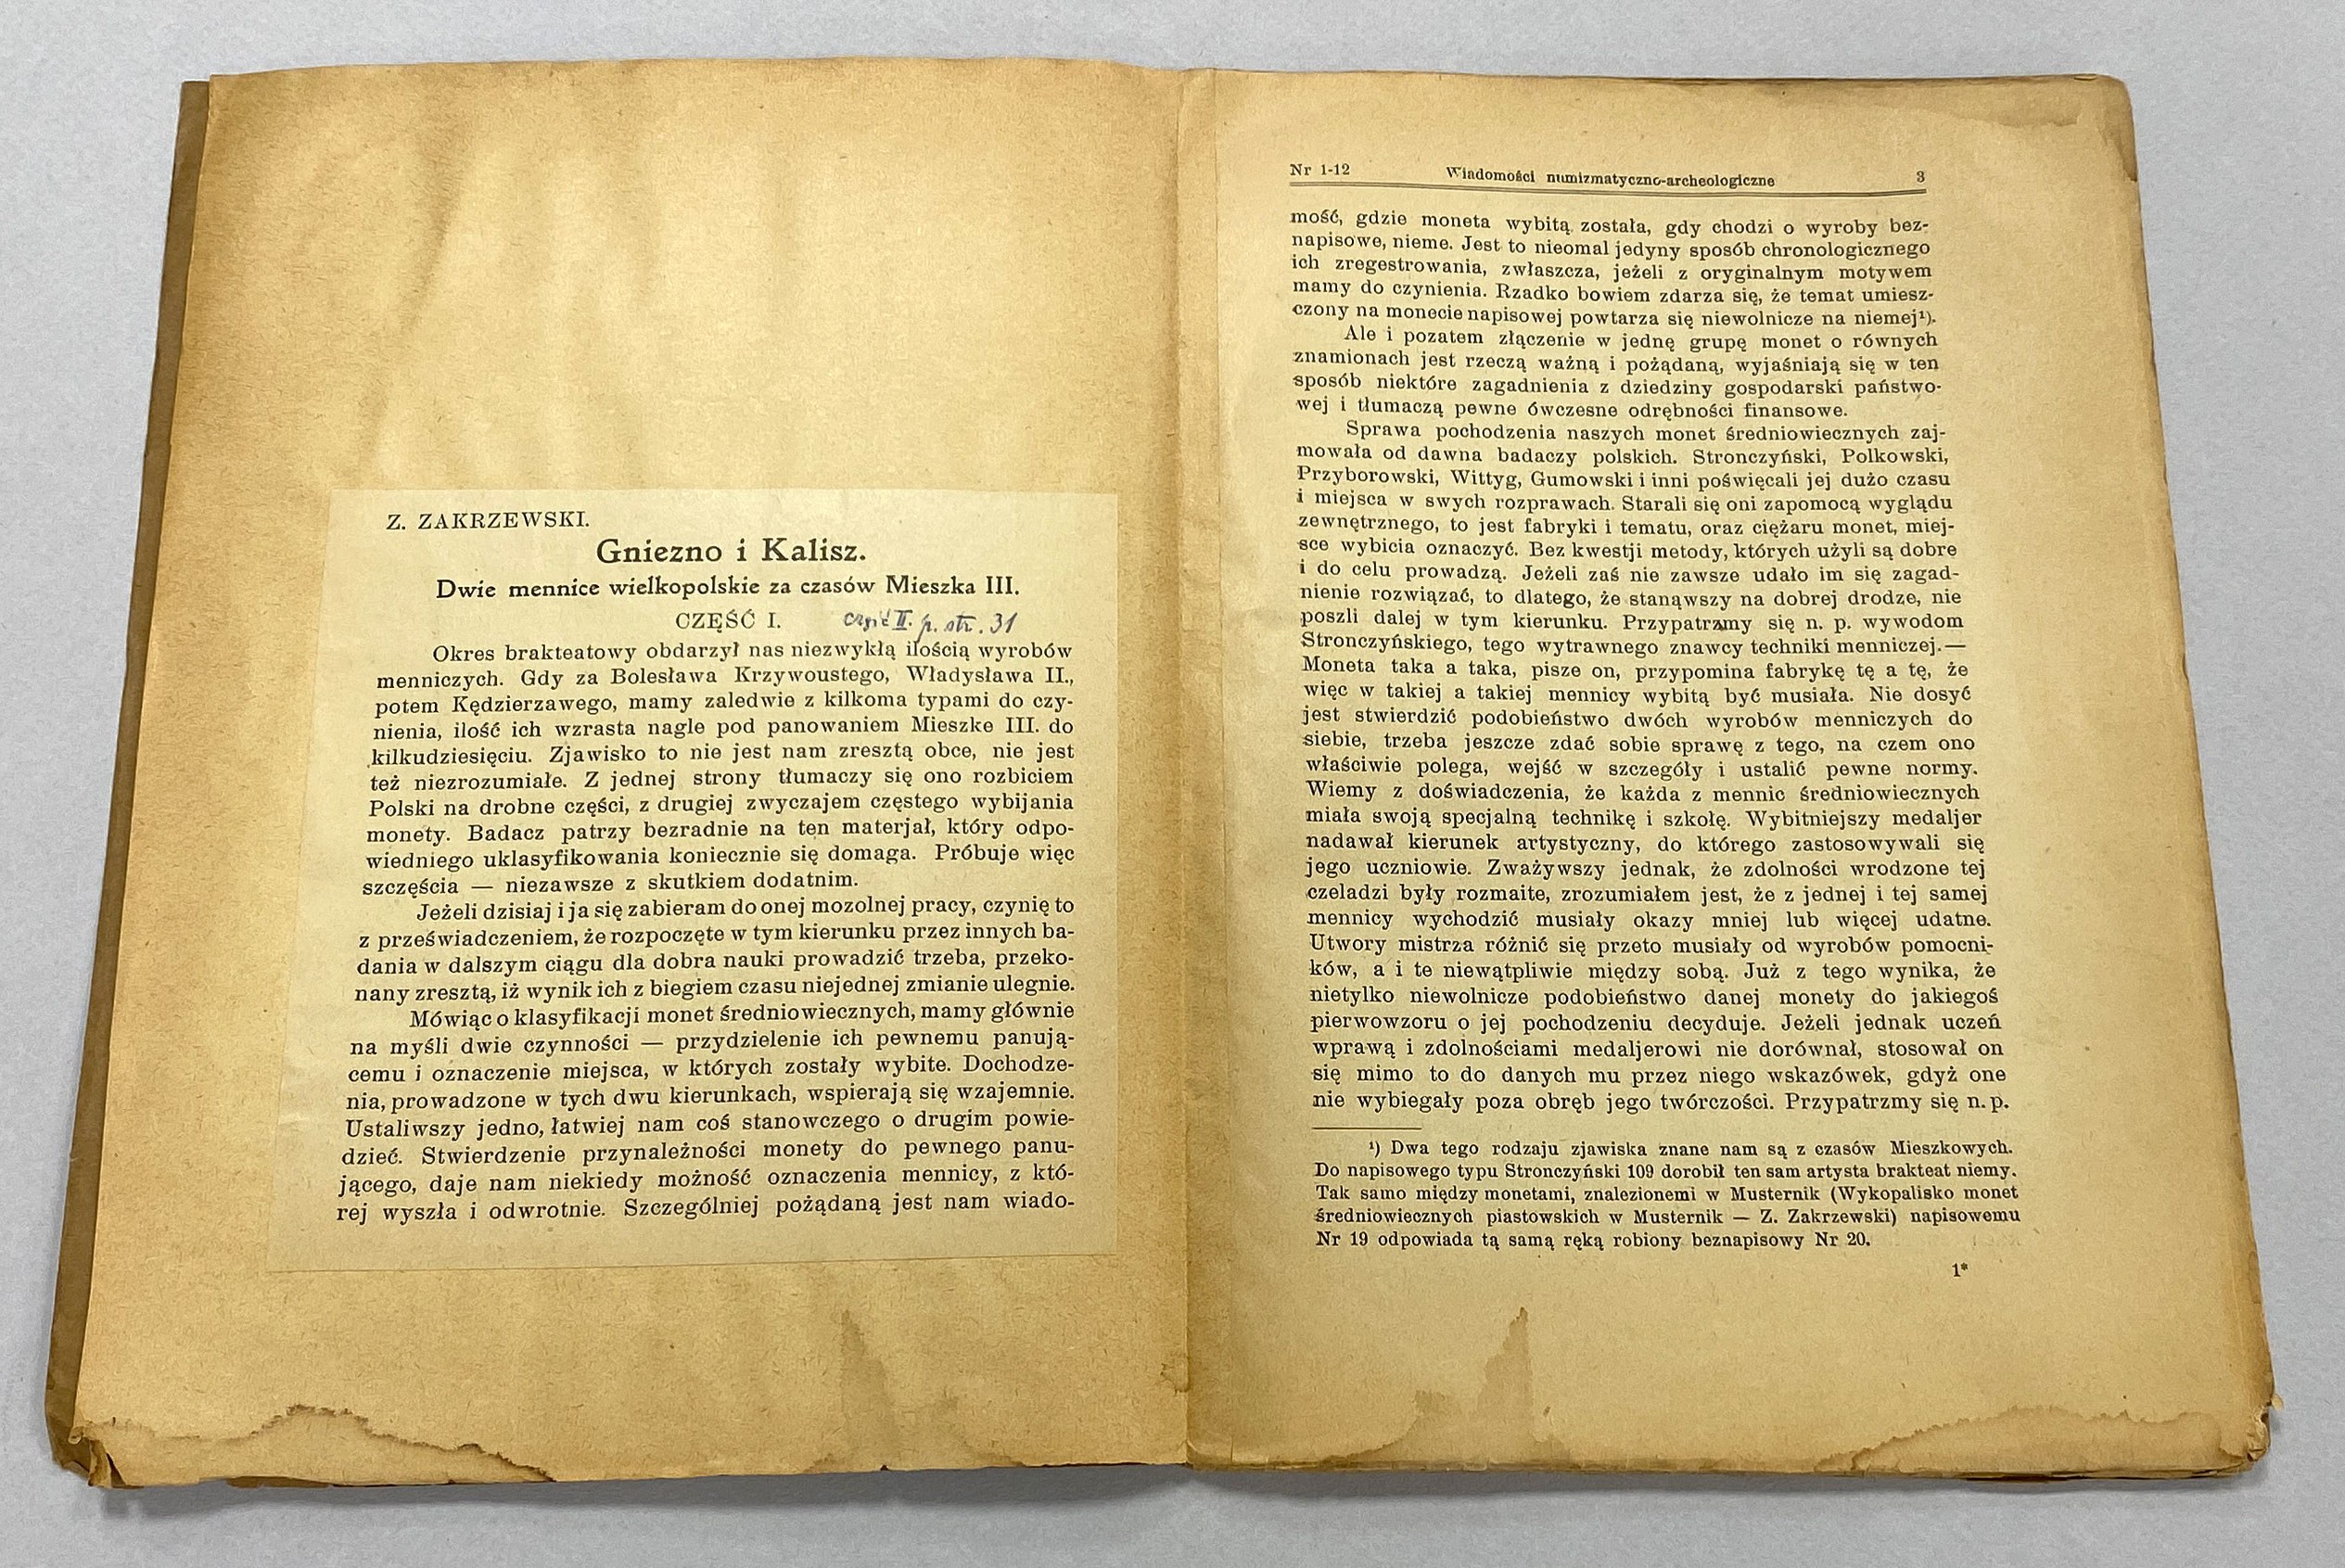 Z. ZAKRZEWSKI.
Gniezno i Kalisz.
Dwie mennice wielkopolskie za czasów Mieszka III.
CZĘŚĆ I. część II. p. str. 31
Okres brakteatowy obdarzył nas niezwykłą ilością wyrobów
menniczych. Gdy za Bolesława Krzywoustego, Władysława II.,
potem Kędzierzawego, mamy zaledwie z kilkoma typami do czy-
nienia, ilość ich wzrasta nagle pod panowaniem Mieszke III. do
kilkudziesięciu. Zjawisko to nie jest nam zresztą obce, nie jest
też niezrozumiałe. Z jednej strony tłumaczy się ono rozbiciem
Polski na drobne części, z drugiej zwyczajem częstego wybijania
monety. Badacz patrzy bezradnie na ten materjał, który odpo-
wiedniego uklasyfikowania koniecznie się domaga. Próbuje więc
szczęścia — niezawsze z skutkiem dodatnim.
Jeżeli dzisiaj i ja się zabieram do onej mozolnej pracy, czynię to
z przeświadczeniem, że rozpoczęte w tym kierunku przez innych ba-
dania w dalszym ciągu dla dobra nauki prowadzić trzeba, przeko-
nany zresztą, iż wynik ich z biegiem czasu niejednej zmianie ulegnie.
Mówiąc o klasyfikacji monet średniowiecznych, mamy głównie
na myśli dwie czynności — przydzielenie ich pewnemu panują-
cemu i oznaczenie miejsca, w których zostały wybite. Dochodze-
nia, prowadzone w tych dwu kierunkach, wspierają się wzajemnie.
Ustaliwszy jedno, łatwiej nam coś stanowczego o drugim powie-
dzieć. Stwierdzenie przynależności monety do pewnego panu-
jącego, daje nam niekiedy możność oznaczenia mennicy, z któ-
rej wyszła i odwrotnie. Szczególniej pożądaną jest nam wiado-
Nr 1-12 Wiadomości numizmatyczno-archeologiczne 3
mość, gdzie moneta wybitą została, gdy chodzi o wyroby bez-
napisowe, nieme. Jest to nieomal jedyny sposób chronologicznego
ich zregestrowania, zwłaszcza, jeżeli z oryginalnym motywem
mamy do czynienia. Rzadko bowiem zdarza się, że temat umiesz-
czony na monecie napisowej powtarza się niewolnicze na niemej¹).
Ale i pozatem złączenie w jednę grupę monet o równych
znamionach jest rzeczą ważną i pożądaną, wyjaśniają się w ten
sposób niektóre zagadnienia z dziedziny gospodarski państwo-
wej i tłumaczą pewne ówczesne odrębności finansowe.
Sprawa pochodzenia naszych monet średniowiecznych zaj-
mowała od dawna badaczy polskich. Stronczyński, Polkowski,
Przyborowski, Wittyg, Gumowski i inni poświęcali jej dużo czasu
i miejsca w swych rozprawach. Starali się oni zapomocą wyglądu
zewnętrznego, to jest fabryki i tematu, oraz ciężaru monet, miej-
sce wybicia oznaczyć. Bez kwestji metody, których użyli są dobre
i do celu prowadzą. Jeżeli zaś nie zawsze udało im się zagad-
nienie rozwiązać, to dlatego, że stanąwszy na dobrej drodze, nie
poszli dalej w tym kierunku. Przypatrzmy się n. p. wywodom
Stronczyńskiego, tego wytrawnego znawcy techniki menniczej.—
Moneta taka a taka, pisze on, przypomina fabrykę tę a tę, że
więc w takiej a takiej mennicy wybitą być musiała. Nie dosyć
jest stwierdzić podobieństwo dwóch wyrobów menniczych do
siebie, trzeba jeszcze zdać sobie sprawę z tego, na czem ono
właściwie polega, wejść w szczegóły i ustalić pewne normy.
Wiemy z doświadczenia, że każda z mennic średniowiecznych
miała swoją specjalną technikę i szkołę. Wybitniejszy medaljer
nadawał kierunek artystyczny, do którego zastosowywali się
jego uczniowie. Zważywszy jednak, że zdolności wrodzone tej
czeladzi były rozmaite, zrozumiałem jest, że z jednej i tej samej
mennicy wychodzić musiały okazy mniej lub więcej udatne.
Utwory mistrza różnić się przeto musiały od wyrobów pomocni-
ków, a i te niewątpliwie między sobą. Już z tego wynika, że
nietylko niewolnicze podobieństwo danej monety do jakiegoś
pierwowzoru o jej pochodzeniu decyduje. Jeżeli jednak uczeń
wprawą i zdolnościami medaljerowi nie dorównał, stosował on
się mimo to do danych mu przez niego wskazówek, gdyż one
nie wybiegały poza obręb jego twórczości. Przypatrzmy się n. p.
¹) Dwa tego rodzaju zjawiska znane nam są z czasów Mieszkowych.
Do napisowego typu Stronczyński 109 dorobił ten sam artysta brakteat niemy.
Tak samo między monetami, znalezionemi w Musternik (Wykopalisko monet
średniowiecznych piastowskich w Musternik — Z. Zakrzewski) napisowemu
Nr 19 odpowiada tą samą ręką robiony beznapisowy Nr 20.
1*